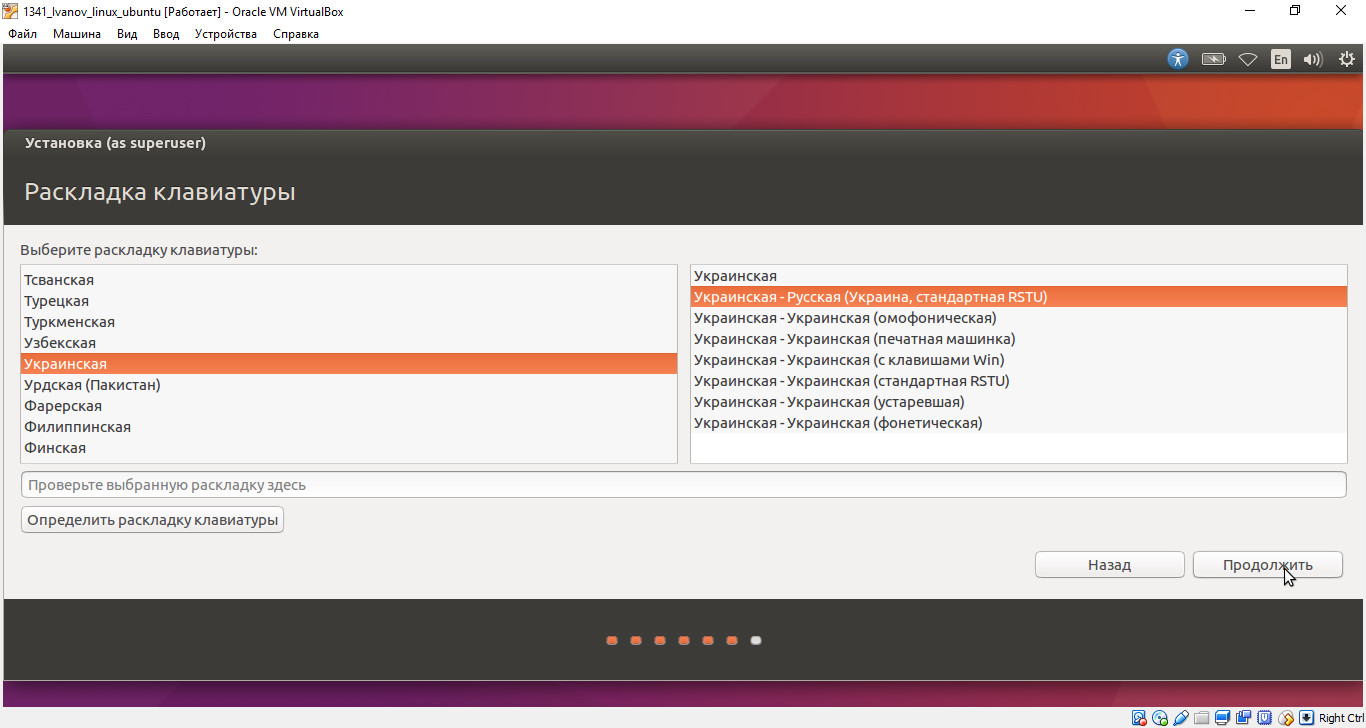 1341_Ivanov_linux_ubuntu [Работает] - Oracle VM VirtualBox
Файл Машина Вид Ввод Устройства Справка
En
Установка (as superuser)
Раскладка клавиатуры
Выберите раскладку клавиатуры:
Тсванская
Турецкая
Туркменская
Узбекская
Украинская
Урдская (Пакистан)
Фарерская
Филиппинская
Финская
Украинская
Украинская - Русская (Украина, стандартная RSTU)
Украинская - Украинская (омофоническая)
Украинская - Украинская (печатная машинка)
Украинская - Украинская (с клавишами Win)
Украинская - Украинская (стандартная RSTU)
Украинская - Украинская (устаревшая)
Украинская - Украинская (фонетическая)
Проверьте выбранную раскладку здесь
Определить раскладку клавиатуры
Назад Продолжить
Right Ctrl